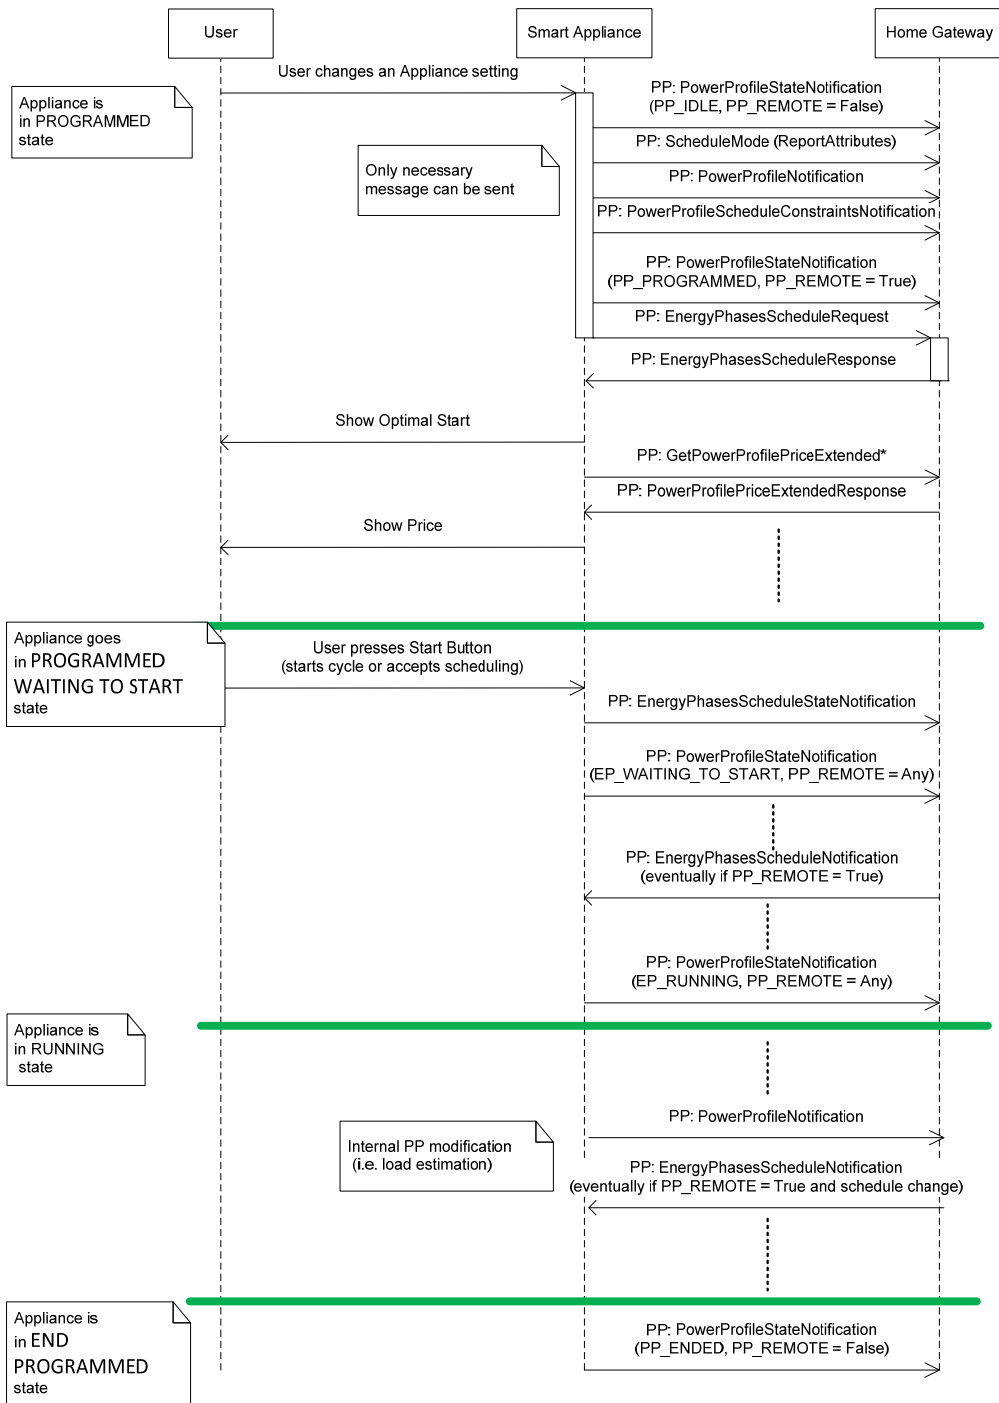 User
Smart Appliance
Home Gateway
User changes an Appliance setting
Appliance is
in PROGRAMMED
state
PP: PowerProfileStateNotification
(PP_IDLE, PP_REMOTE = False)
PP: ScheduleMode (ReportAttributes)
Only necessary
message can be sent
PP: PowerProfileNotification
PP: PowerProfileScheduleConstraintsNotification
PP: PowerProfileStateNotification
(PP_PROGRAMMED, PP_REMOTE = True)
PP: EnergyPhasesScheduleRequest
PP: EnergyPhasesScheduleResponse
Show Optimal Start
PP: GetPowerProfilePriceExtended*
PP: PowerProfilePriceExtendedResponse
Show Price
Appliance goes
in PROGRAMMED
WAITING TO START
state
User presses Start Button
(starts cycle or accepts scheduling)
PP: EnergyPhasesScheduleStateNotification
PP: PowerProfileStateNotification
(EP_WAITING_TO_START, PP_REMOTE = Any)
PP: EnergyPhasesScheduleNotification
(eventually if PP_REMOTE = True)
PP: PowerProfileStateNotification
(EP_RUNNING, PP_REMOTE = Any)
Appliance is
in RUNNING
state
PP: PowerProfileNotification
Internal PP modification
(i.e. load estimation)
PP: EnergyPhasesScheduleNotification
(eventually if PP_REMOTE = True and schedule change)
Appliance is
in END
PROGRAMMED
state
PP: PowerProfileStateNotification
(PP_ENDED, PP_REMOTE = False)